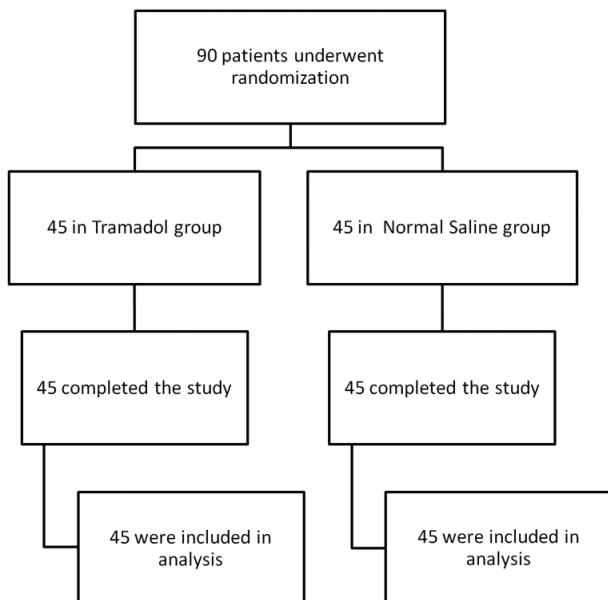 90 patients underwent
randomization
45 in Tramadol group
45 in Normal Saline group
45 completed the study
45 completed the study
45 were included in
analysis
45 were included in
analysis